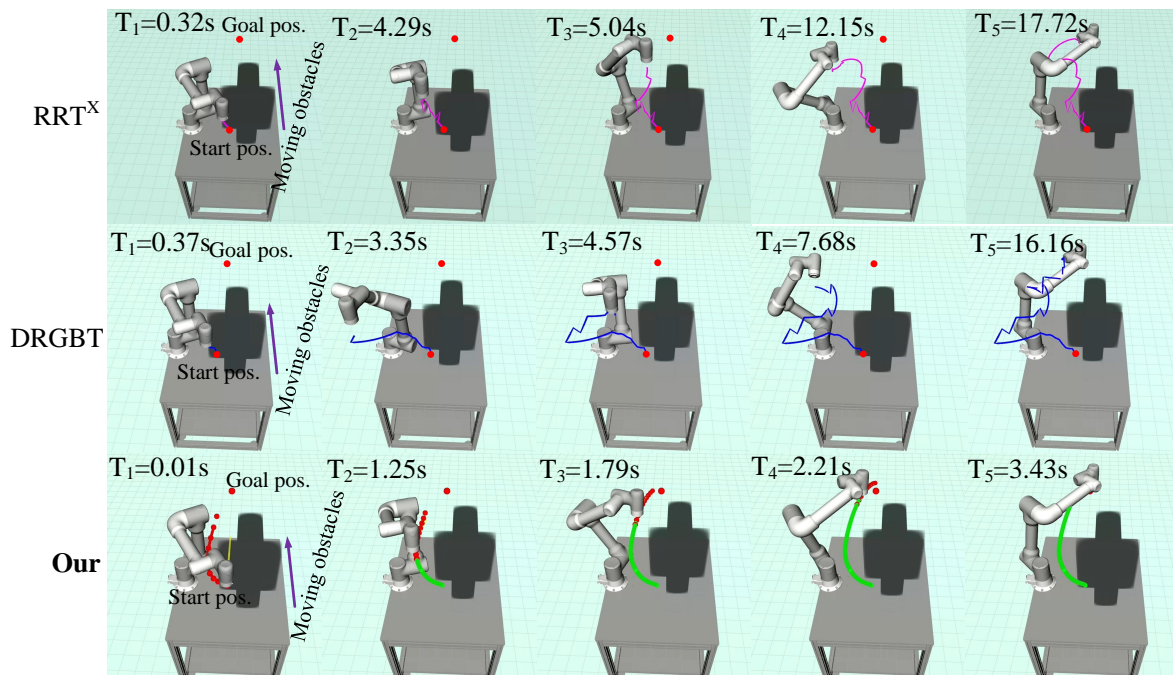 T₁=0.32s Goal pos. T₂=4.29s T₃=5.04s T₄=12.15s T₅=17.72s
RRTˣ
Moving obstacles
Start pos.
T₁=0.37s Goal pos. T₂=3.35s T₃=4.57s T₄=7.68s T₅=16.16s
DRGBT
Moving obstacles
Start pos.
T₁=0.01s Goal pos. T₂=1.25s T₃=1.79s T₄=2.21s T₅=3.43s
Our
Moving obstacles
Start pos.